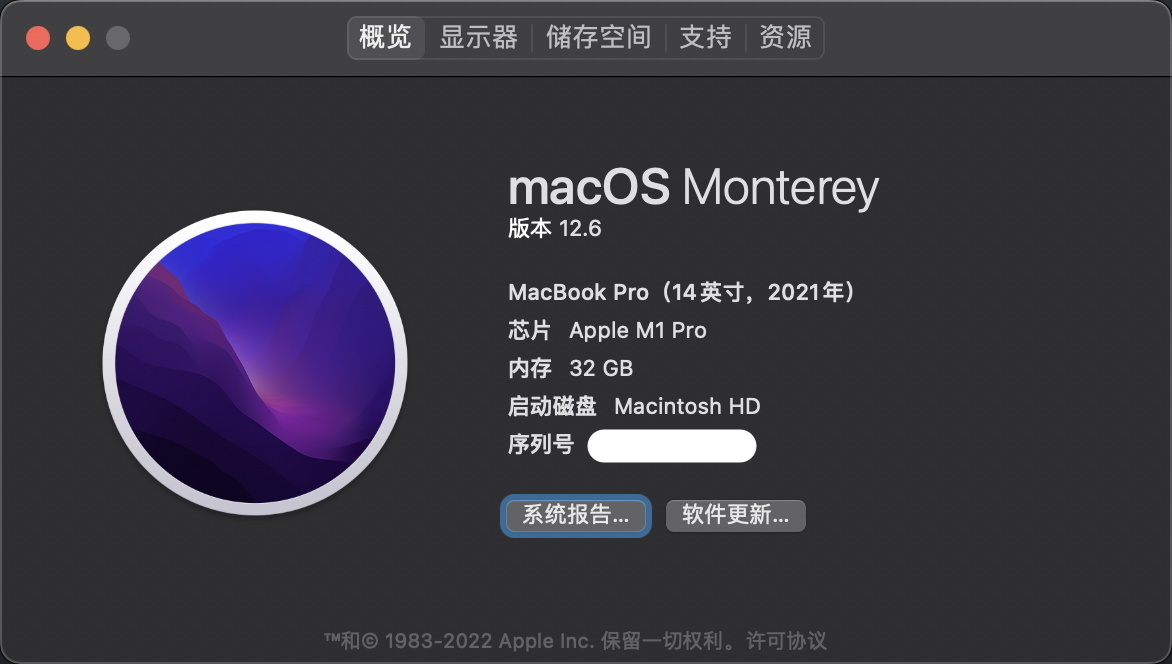 概览 显示器 储存空间 支持 资源
macOS Monterey
版本 12.6
MacBook Pro（14英寸，2021年）
芯片 Apple M1 Pro
内存 32 GB
启动磁盘 Macintosh HD
序列号
系统报告... 软件更新...
™和© 1983-2022 Apple Inc. 保留一切权利。许可协议